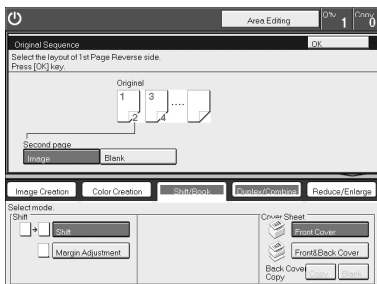 Area Editing
Q'ty 1
Copy 0
Original Sequence
OK
Select the layout of 1st Page Reverse side.
Press [OK] key.
Original
1 3 ....
2 4
Second page
Image Blank
Image Creation Color Creation Shift/Book Duplex/Combine Reduce/Enlarge
Select mode.
Shift
Cover Sheet
Shift
Front Cover
Margin Adjustment
Front&Back Cover
Back Cover
Copy
Copy Blank